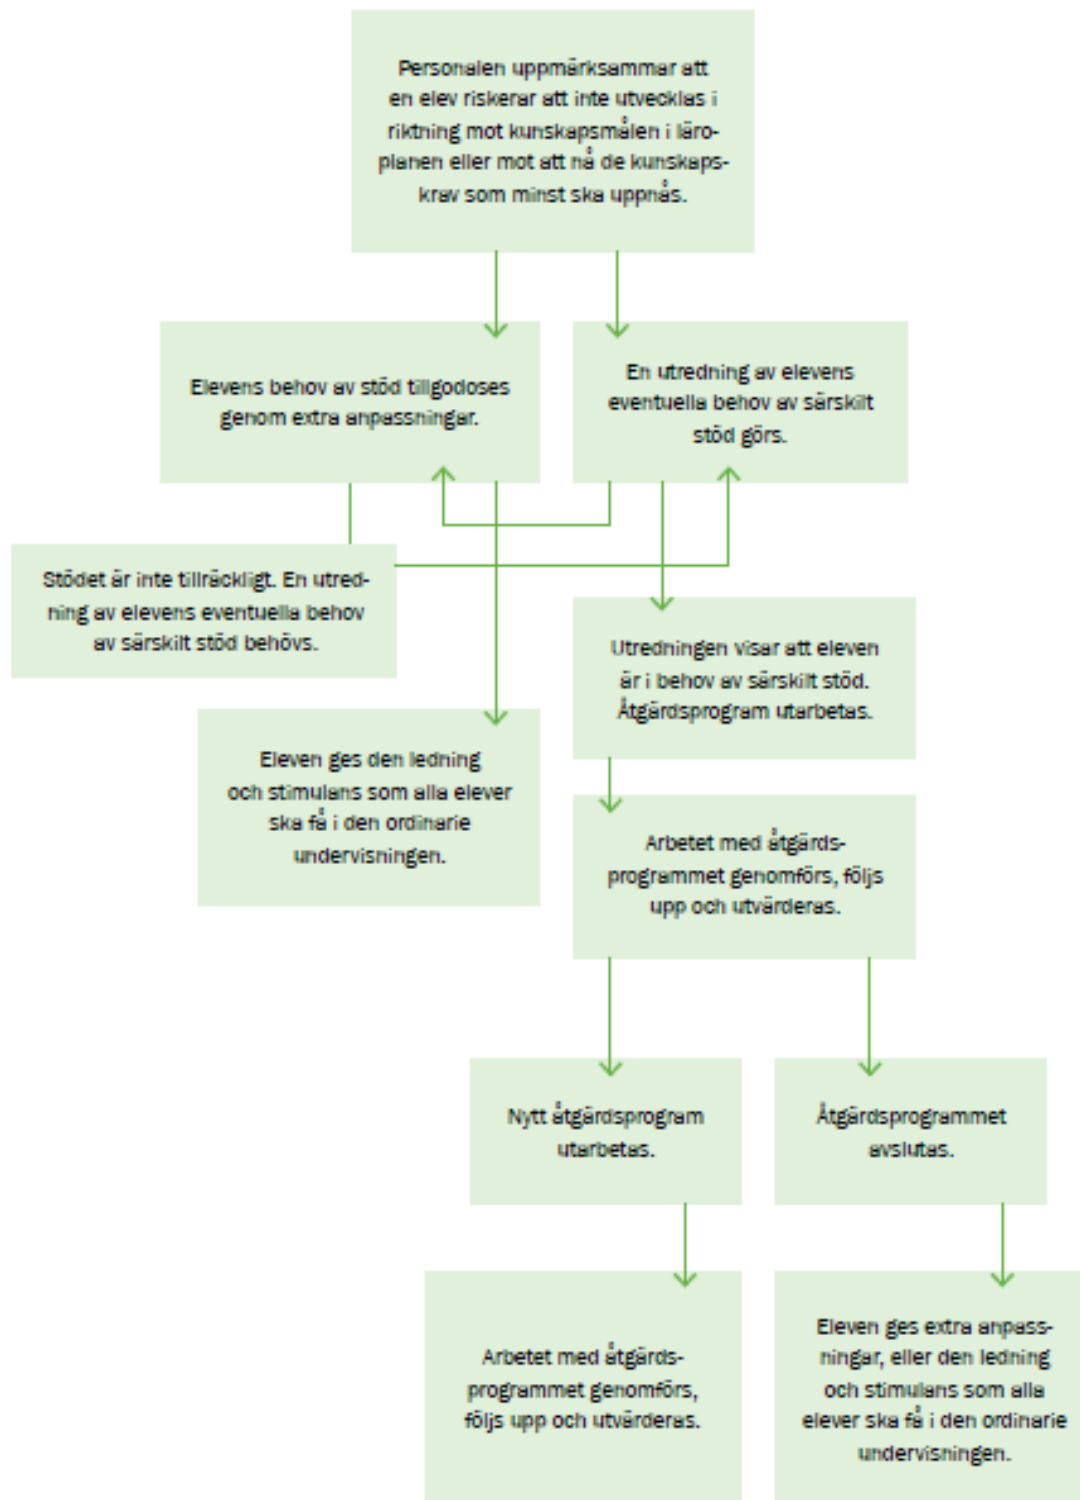 Personalen uppmärksammar att
en elev riskerar att inte utvecklas i
riktning mot kunskapsmålen i läro-
planen eller mot att nå de kunskaps-
krav som minst ska uppnås.
Elevens behov av stöd tillgodoses
genom extra anpassningar.
En utredning av elevens
eventuella behov av särskilt
stöd görs.
Stödet är inte tillräckligt. En utred-
ning av elevens eventuella behov
av särskilt stöd behövs.
Utredningen visar att eleven
är i behov av särskilt stöd.
Åtgärdsprogram utarbetas.
Eleven ges den ledning
och stimulans som alla elever
ska få i den ordinarie
undervisningen.
Arbetet med åtgärds-
programmet genomförs, följs
upp och utvärderas.
Nytt åtgärdsprogram
utarbetas.
Åtgärdsprogrammet
avslutas.
Arbetet med åtgärds-
programmet genomförs,
följs upp och utvärderas.
Eleven ges extra anpass-
ningar, eller den ledning
och stimulans som alla
elever ska få i den ordinarie
undervisningen.